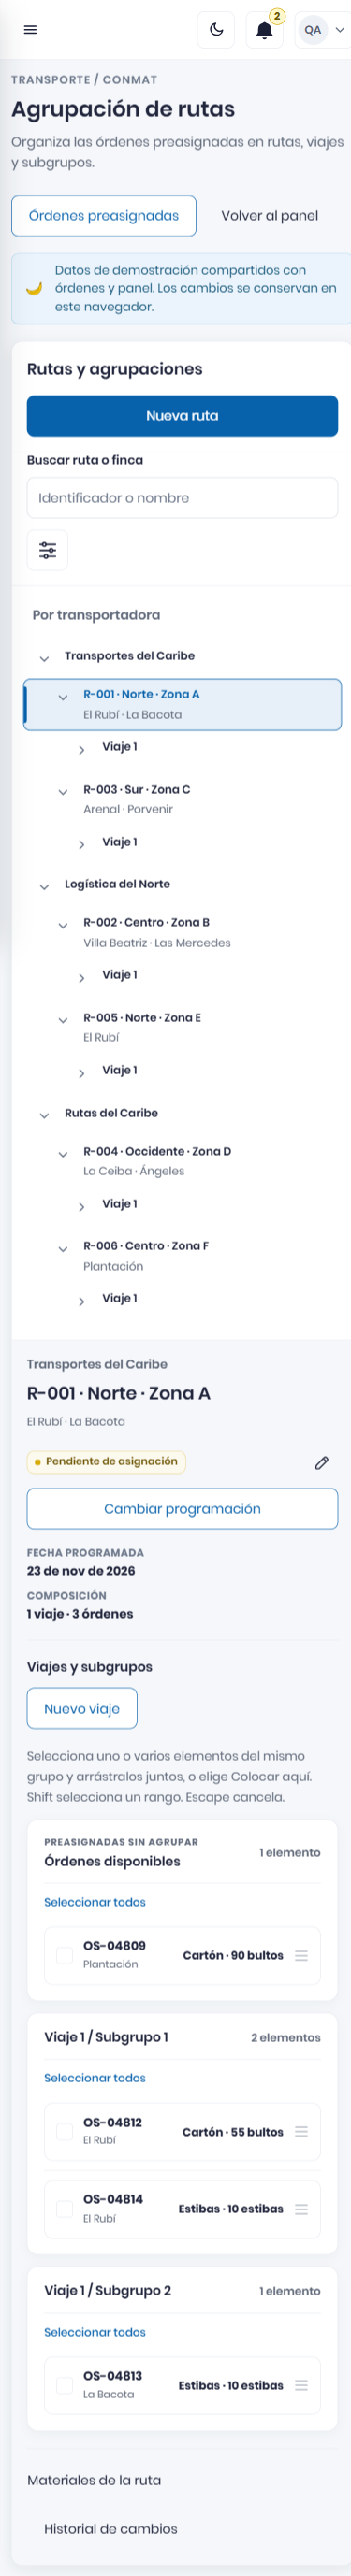 2
QA
TRANSPORTE / CONMAT
Agrupación de rutas
Organiza las órdenes preasignadas en rutas, viajes
y subgrupos.
Órdenes preasignadas
Volver al panel
Datos de demostración compartidos con
órdenes y panel. Los cambios se conservan en
este navegador.
Rutas y agrupaciones
Nueva ruta
Buscar ruta o finca
Identificador o nombre
Por transportadora
Transportes del Caribe
R-001 · Norte · Zona A
El Rubí · La Bacota
Viaje 1
R-003 · Sur · Zona C
Arenal · Porvenir
Viaje 1
Logística del Norte
R-002 · Centro · Zona B
Villa Beatriz · Las Mercedes
Viaje 1
R-005 · Norte · Zona E
El Rubí
Viaje 1
Rutas del Caribe
R-004 · Occidente · Zona D
La Ceiba · Ángeles
Viaje 1
R-006 · Centro · Zona F
Plantación
Viaje 1
Transportes del Caribe
R-001 · Norte · Zona A
El Rubí · La Bacota
Pendiente de asignación
Cambiar programación
FECHA PROGRAMADA
23 de nov de 2026
COMPOSICIÓN
1 viaje · 3 órdenes
Viajes y subgrupos
Nuevo viaje
Selecciona uno o varios elementos del mismo
grupo y arrástralos juntos, o elige Colocar aquí.
Shift selecciona un rango. Escape cancela.
PREASIGNADAS SIN AGRUPAR
Órdenes disponibles
1 elemento
Seleccionar todos
OS-04809
Plantación
Cartón · 90 bultos
Viaje 1 / Subgrupo 1
2 elementos
Seleccionar todos
OS-04812
El Rubí
Cartón · 55 bultos
OS-04814
El Rubí
Estibas · 10 estibas
Viaje 1 / Subgrupo 2
1 elemento
Seleccionar todos
OS-04813
La Bacota
Estibas · 10 estibas
Materiales de la ruta
Historial de cambios